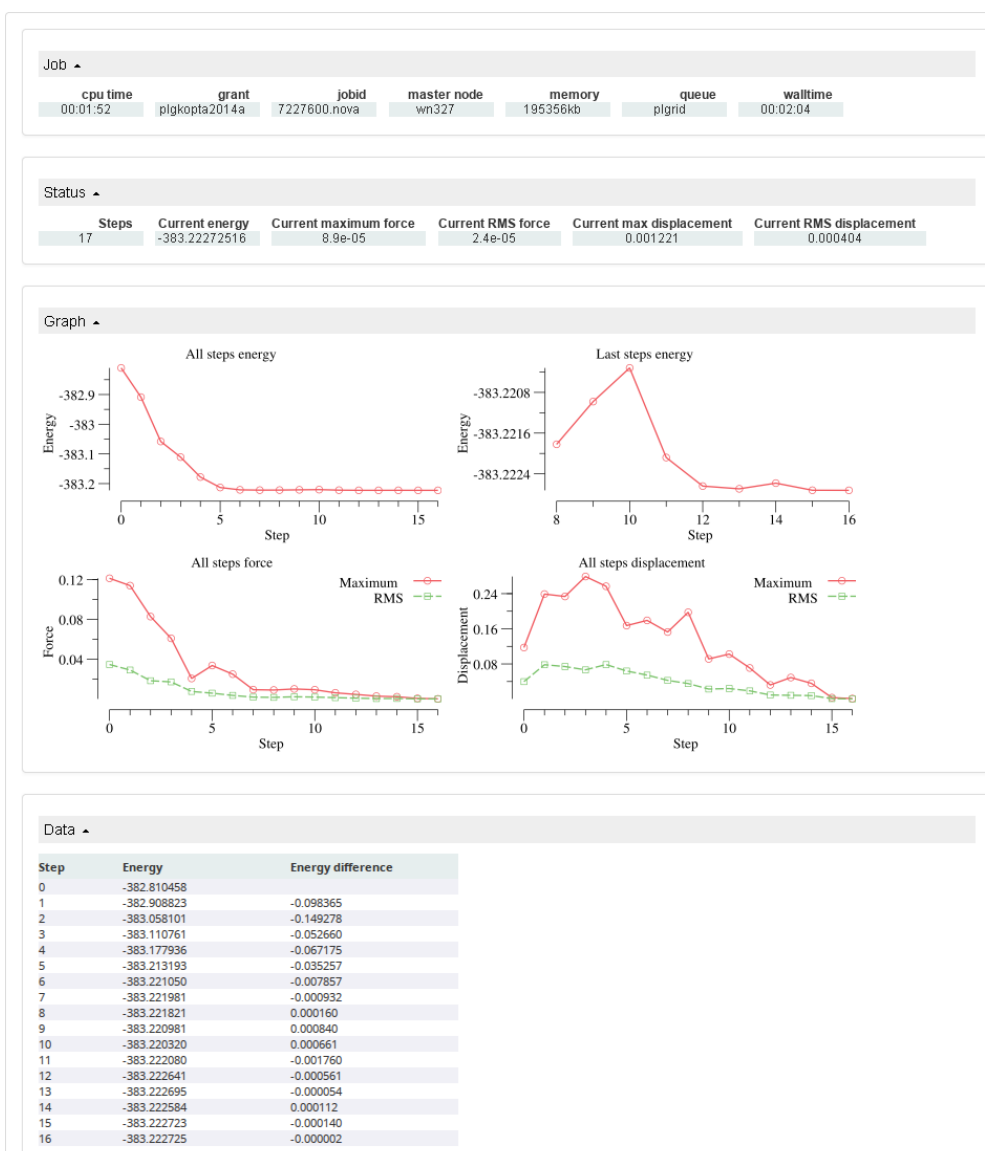 Job
cpu time grant jobid master node memory queue walltime
00:01:52 plgkopta2014a 7227600.nova wn327 195356kb plgrid 00:02:04
Status
Steps Current energy Current maximum force Current RMS force Current max displacement Current RMS displacement
17 -383.22272516 8.9e-05 2.4e-05 0.001221 0.000404
Graph
All steps energy
-382.9
-383
-383.1
-383.2
Energy
0 5 10 15
Step
Last steps energy
-383.2208
-383.2216
-383.2224
Energy
8 10 12 14 16
Step
All steps force
Maximum
RMS
0.12
0.08
0.04
Force
0 5 10 15
Step
All steps displacement
Maximum
RMS
0.24
0.16
0.08
Displacement
0 5 10 15
Step
Data
Step Energy Energy difference
0 -382.810458
1 -382.908823 -0.098365
2 -383.058101 -0.149278
3 -383.110761 -0.052660
4 -383.177936 -0.067175
5 -383.213193 -0.035257
6 -383.221050 -0.007857
7 -383.221981 -0.000932
8 -383.221821 0.000160
9 -383.220981 0.000840
10 -383.220320 0.000661
11 -383.222080 -0.001760
12 -383.222641 -0.000561
13 -383.222695 -0.000054
14 -383.222584 0.000112
15 -383.222723 -0.000140
16 -383.222725 -0.000002